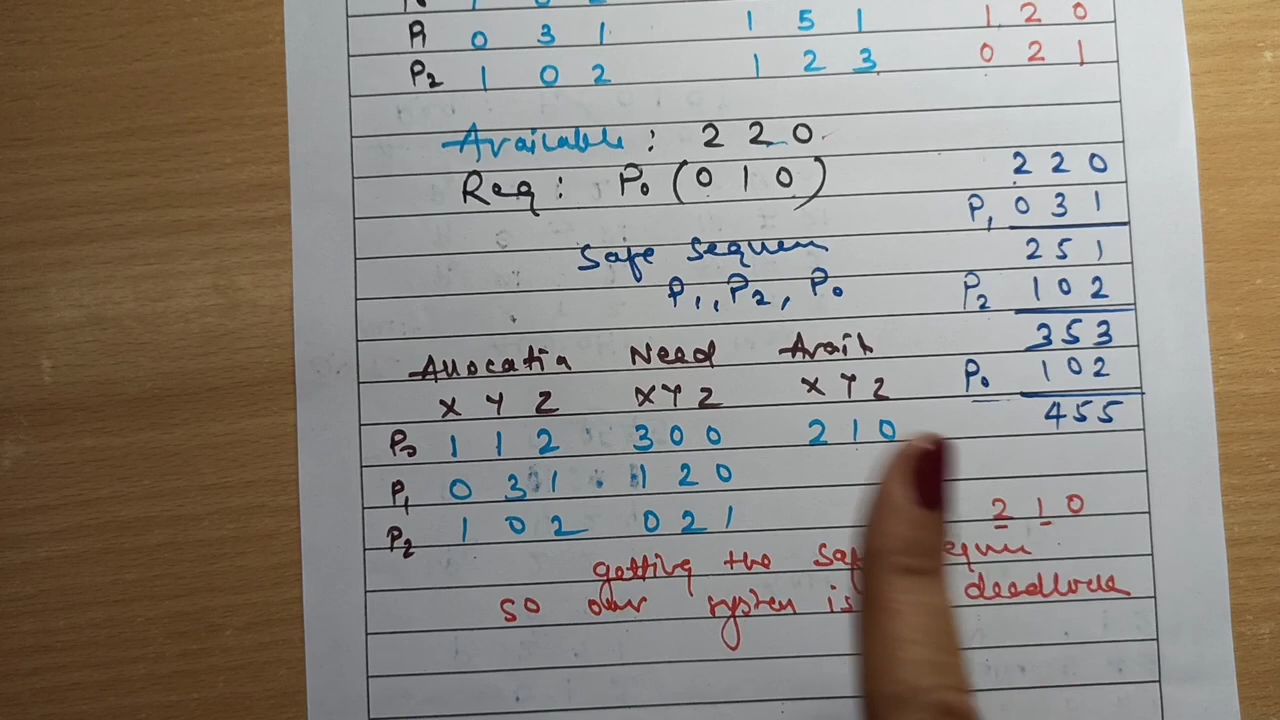 P1 0 3 1 1 5 1 1 2 0
P2 1 0 2 1 2 3 0 2 1
Available : 2 2 0
Req : P0 (0 1 0)
2 2 0
P1 0 3 1
Safe sequen
2 5 1
P1, P2, P0
P2 1 0 2
3 5 3
Allocatin Need Avail
P0 1 0 2
X Y Z X Y Z X Y Z
4 5 5
P0 1 1 2 3 0 0 2 1 0
P1 0 3 1 1 2 0
2 1 0
P2 1 0 2 0 2 1
getting the
so our system is deadlock